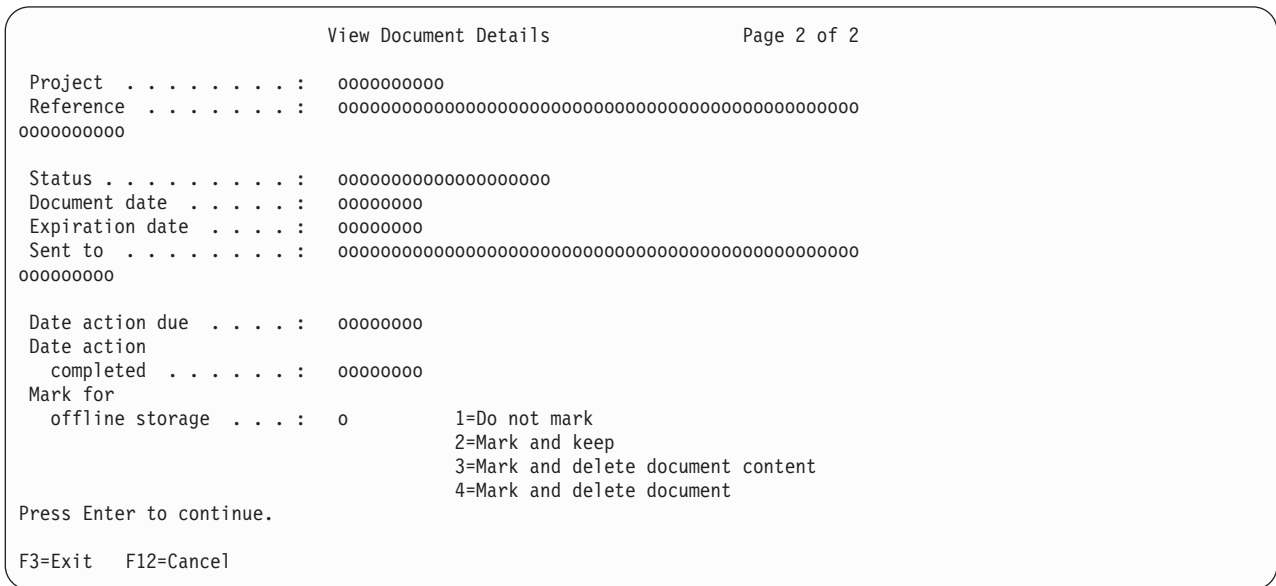 View Document Details Page 2 of 2
Project . . . . . . . . : oooooooooo
Reference . . . . . . . : ooooooooooooooooooooooooooooooooooooooooooooooooo
oooooooooo
Status . . . . . . . . . : oooooooooooooooooooo
Document date . . . . . : oooooooo
Expiration date . . . . : oooooooo
Sent to . . . . . . . . : ooooooooooooooooooooooooooooooooooooooooooooooooo
ooooooooo
Date action due . . . . : oooooooo
Date action
completed . . . . . . : oooooooo
Mark for
offline storage . . . : o 1=Do not mark
2=Mark and keep
3=Mark and delete document content
4=Mark and delete document
Press Enter to continue.
F3=Exit F12=Cancel